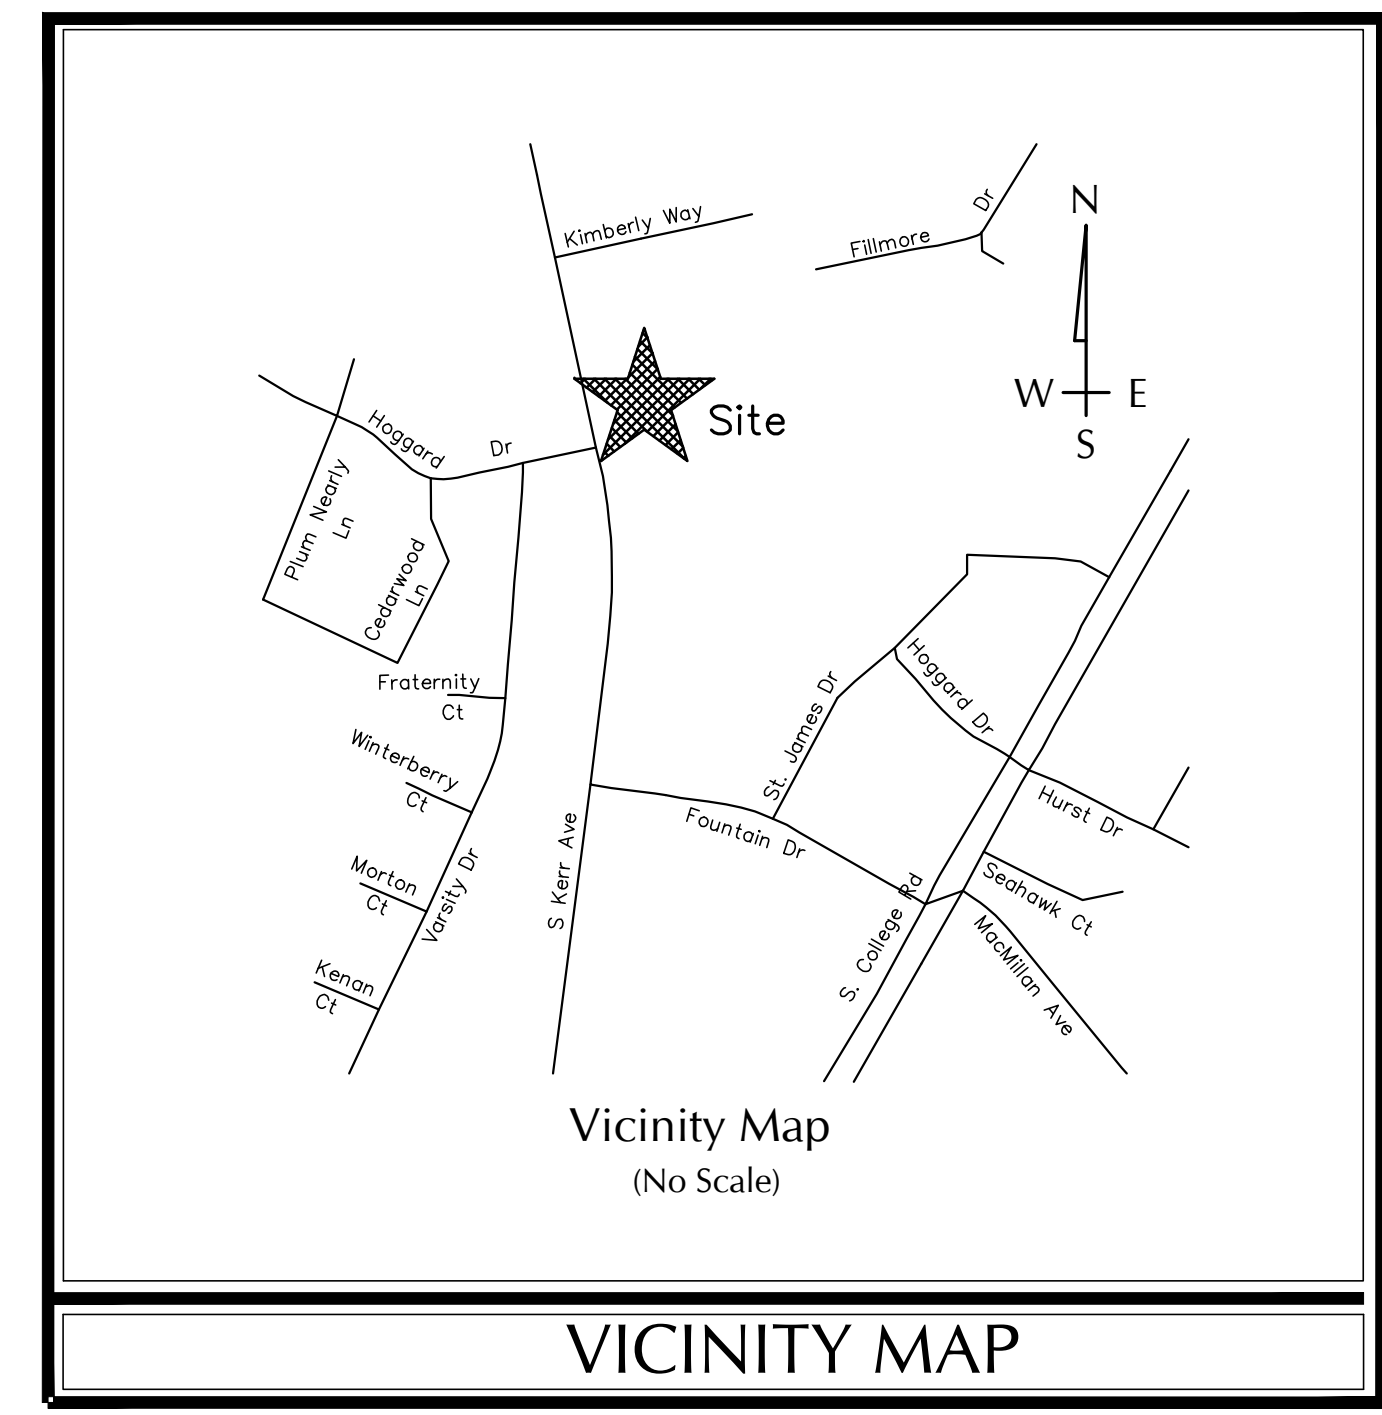 Kimberly Way
Fillmore
Dr
N
W
E
S
Site
Hoggard
Dr
Plum Nearly
Ln
Cedarwood
Ln
Fraternity
Ct
Winterberry
Ct
Morton
Ct
Varsity Dr
Kenan
Ct
S Kerr Ave
Fountain Dr
St. James Dr
Hoggard Dr
Hurst Dr
S. College Rd
Seahawk Ct
MacMillan Ave
Vicinity Map
(No Scale)
VICINITY MAP